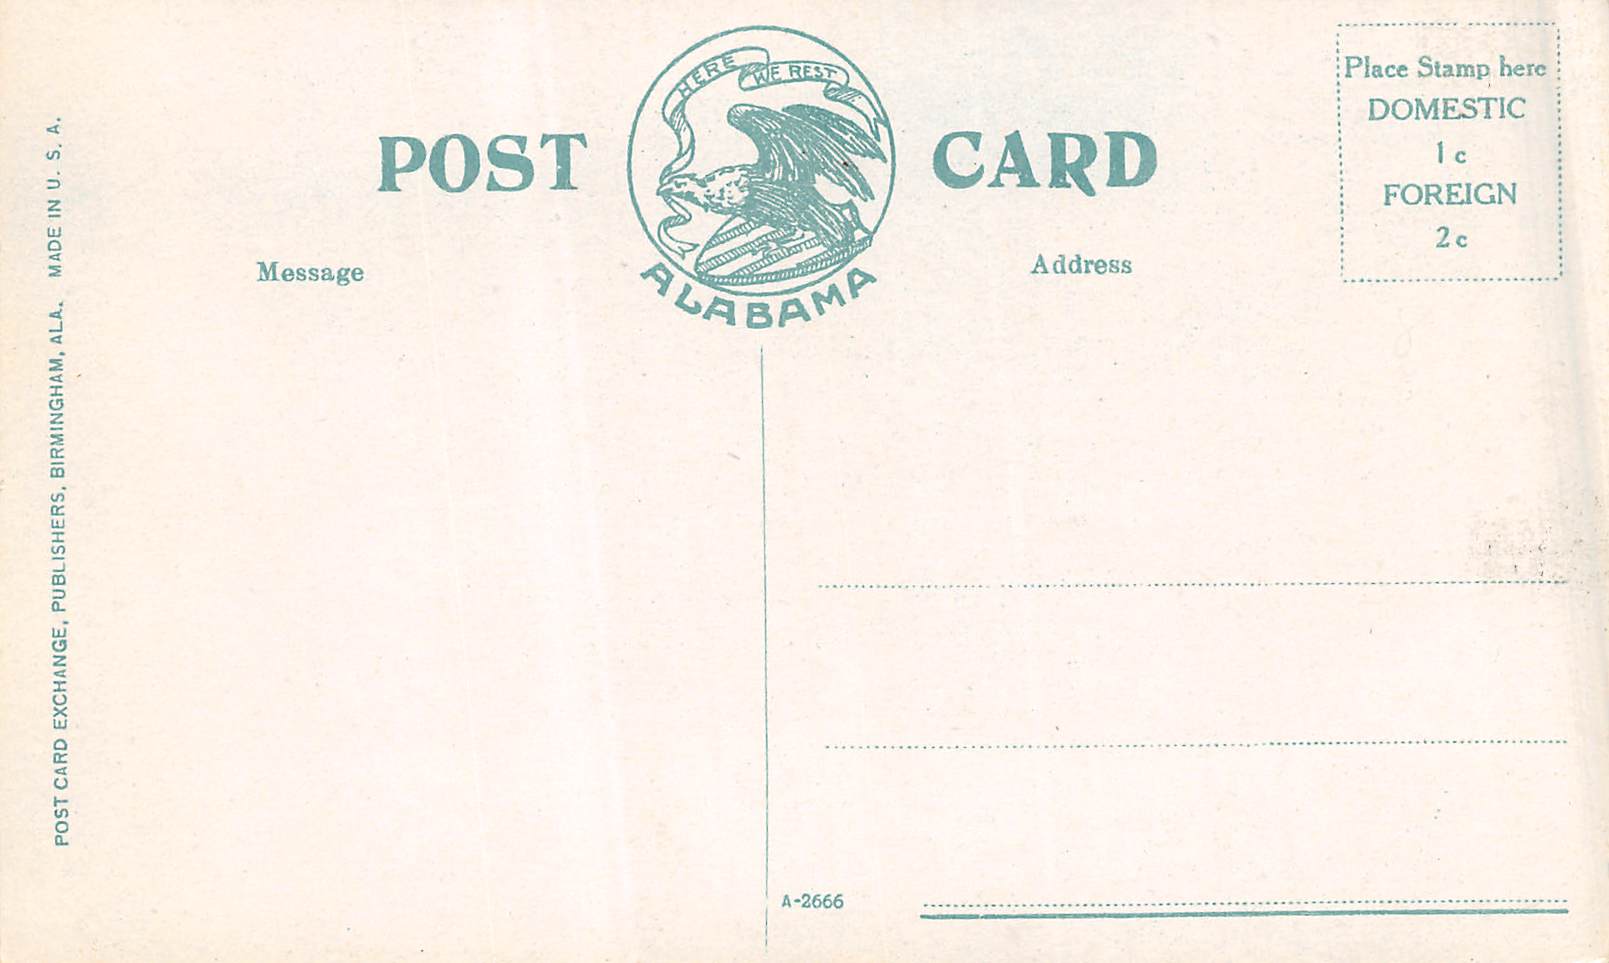 POST CARD
HERE WE REST
ALABAMA
Place Stamp here
DOMESTIC
1c
FOREIGN
2c
Message
Address
POST CARD EXCHANGE, PUBLISHERS, BIRMINGHAM, ALA. MADE IN U. S. A.
A-2666